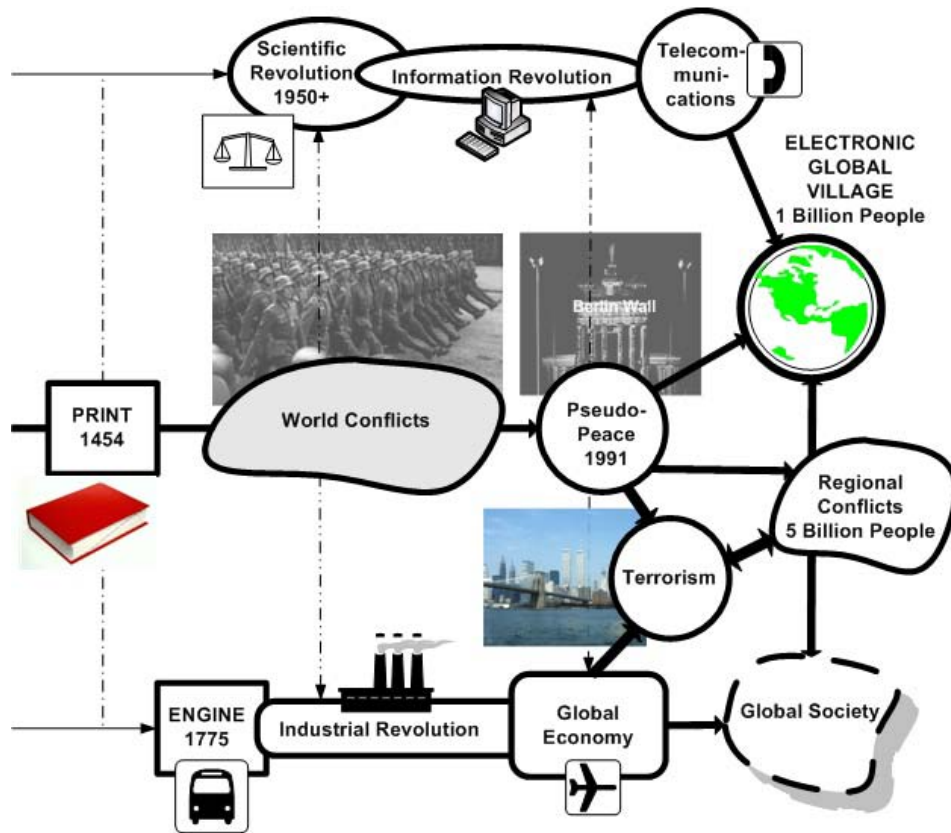 Scientific
Revolution
1950+
Information Revolution
Telecom-
muni-
cations
ELECTRONIC
GLOBAL
VILLAGE
1 Billion People
Berlin Wall
PRINT
1454
World Conflicts
Pseudo-
Peace
1991
Regional
Conflicts
5 Billion People
Terrorism
ENGINE
1775
Industrial Revolution
Global
Economy
Global Society